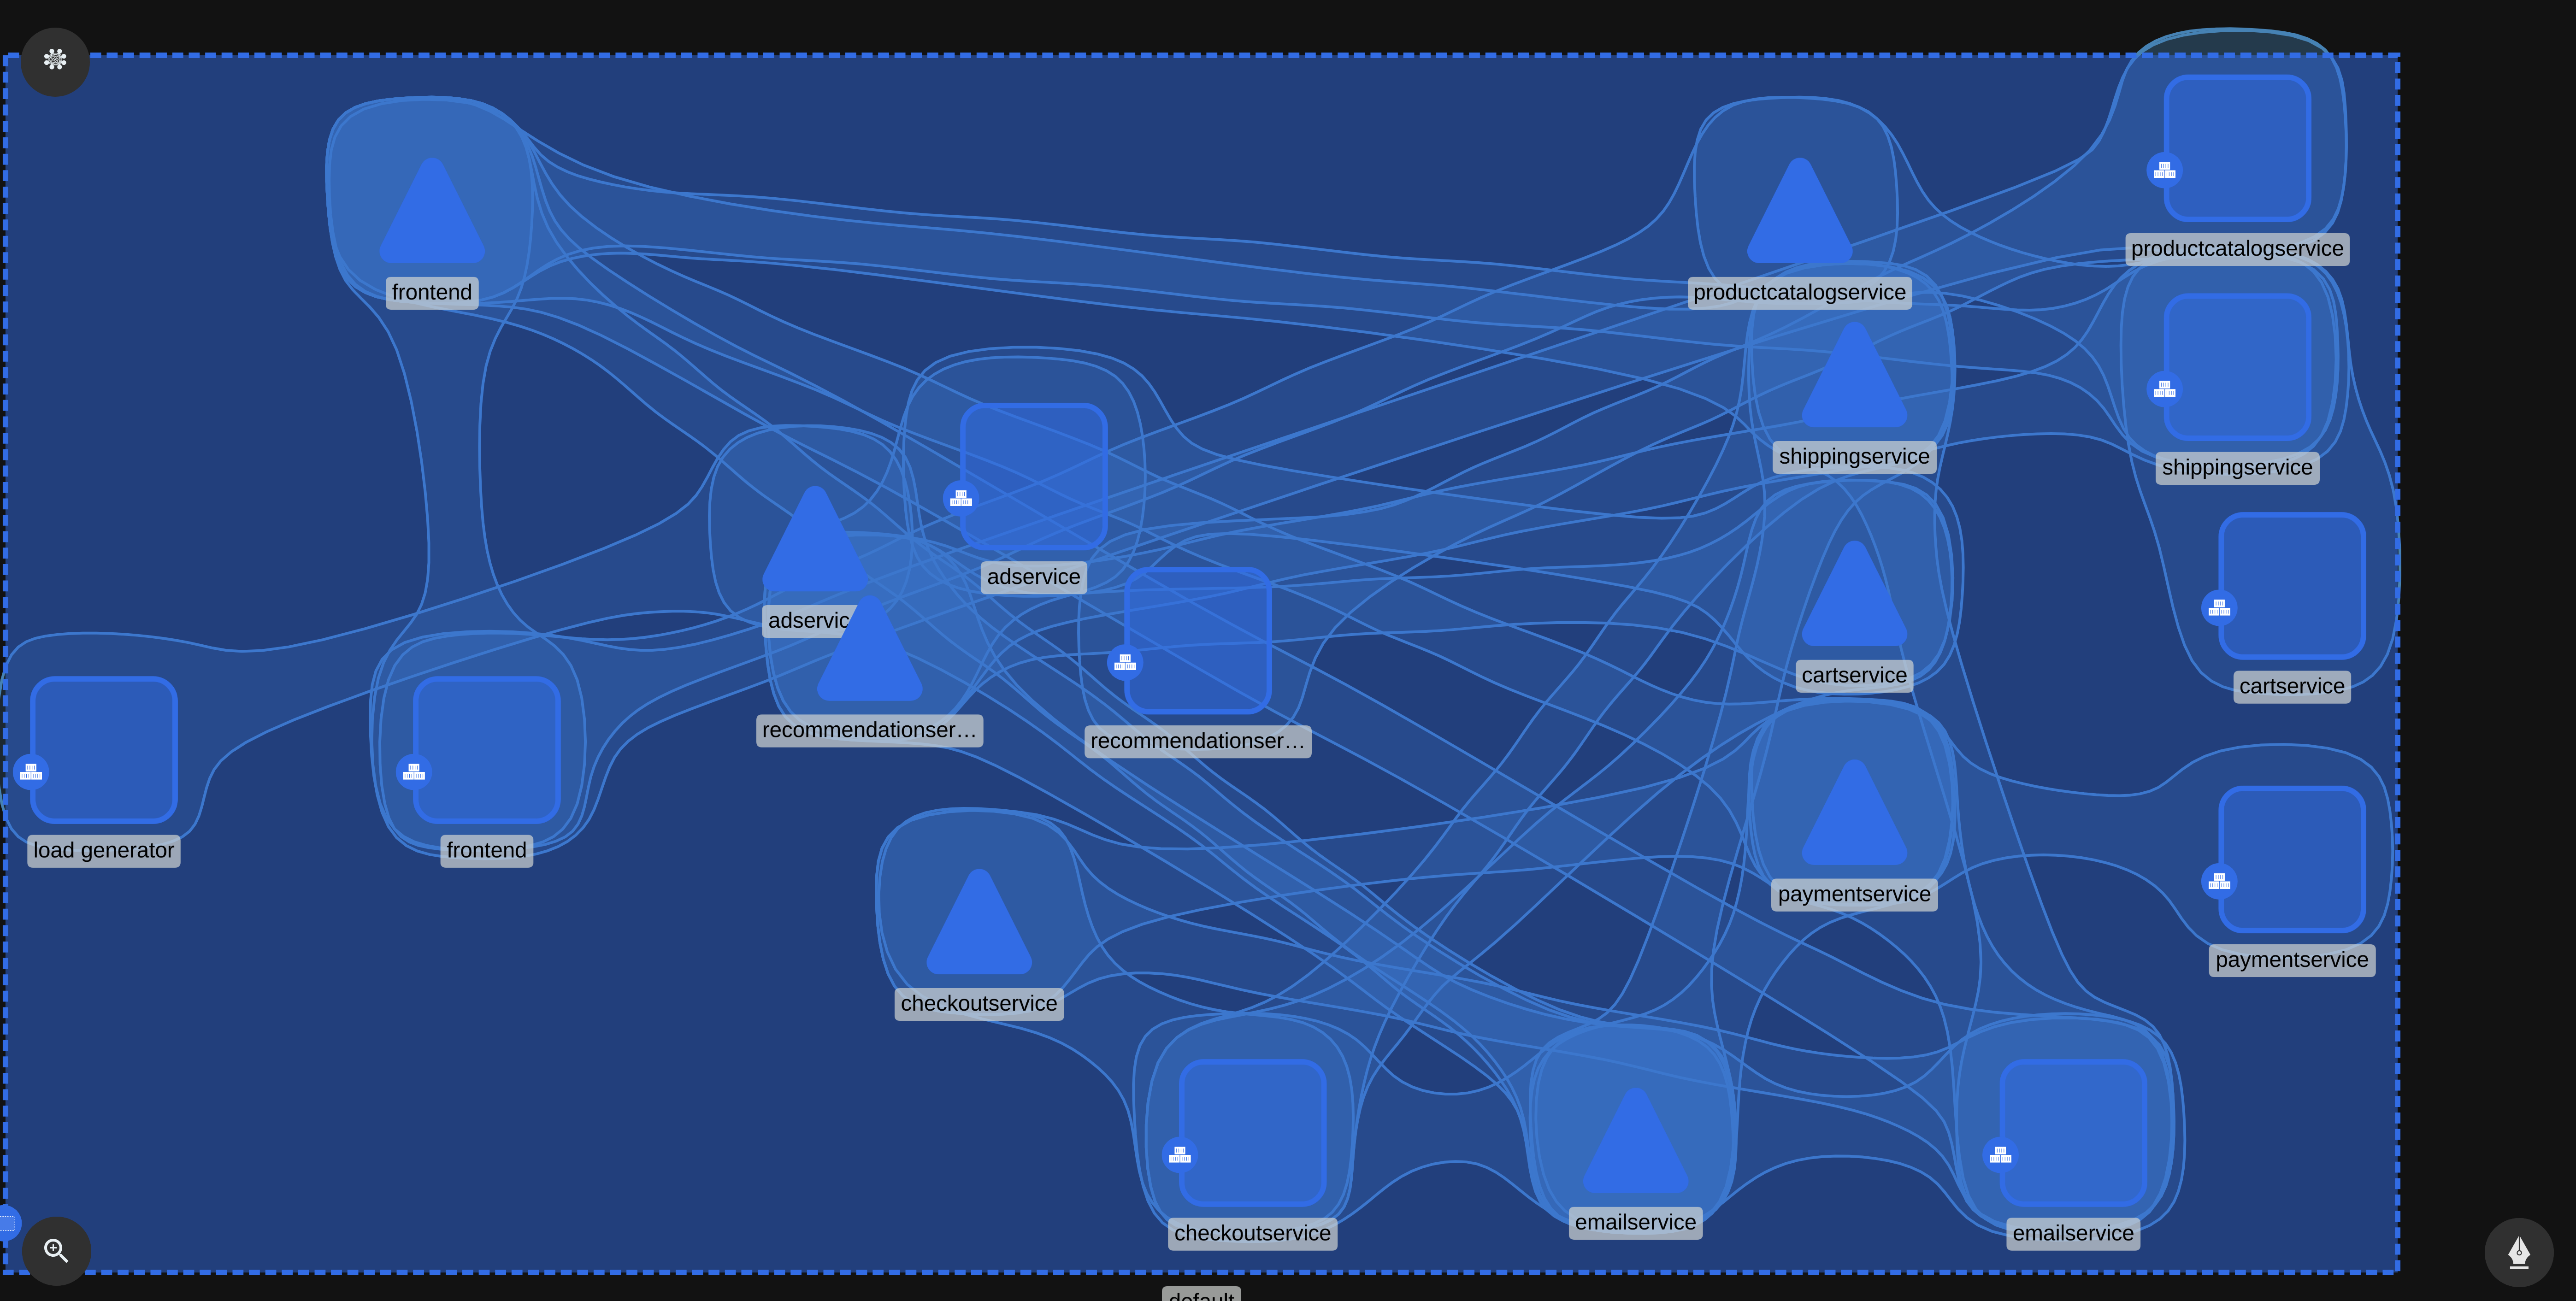 productcatalogservice
frontend
productcatalogservice
shippingservice
shippingservice
adservice
adservic
cartservice
cartservice
recommendationser…
recommendationser…
load generator
frontend
paymentservice
paymentservice
checkoutservice
emailservice
checkoutservice
emailservice
default